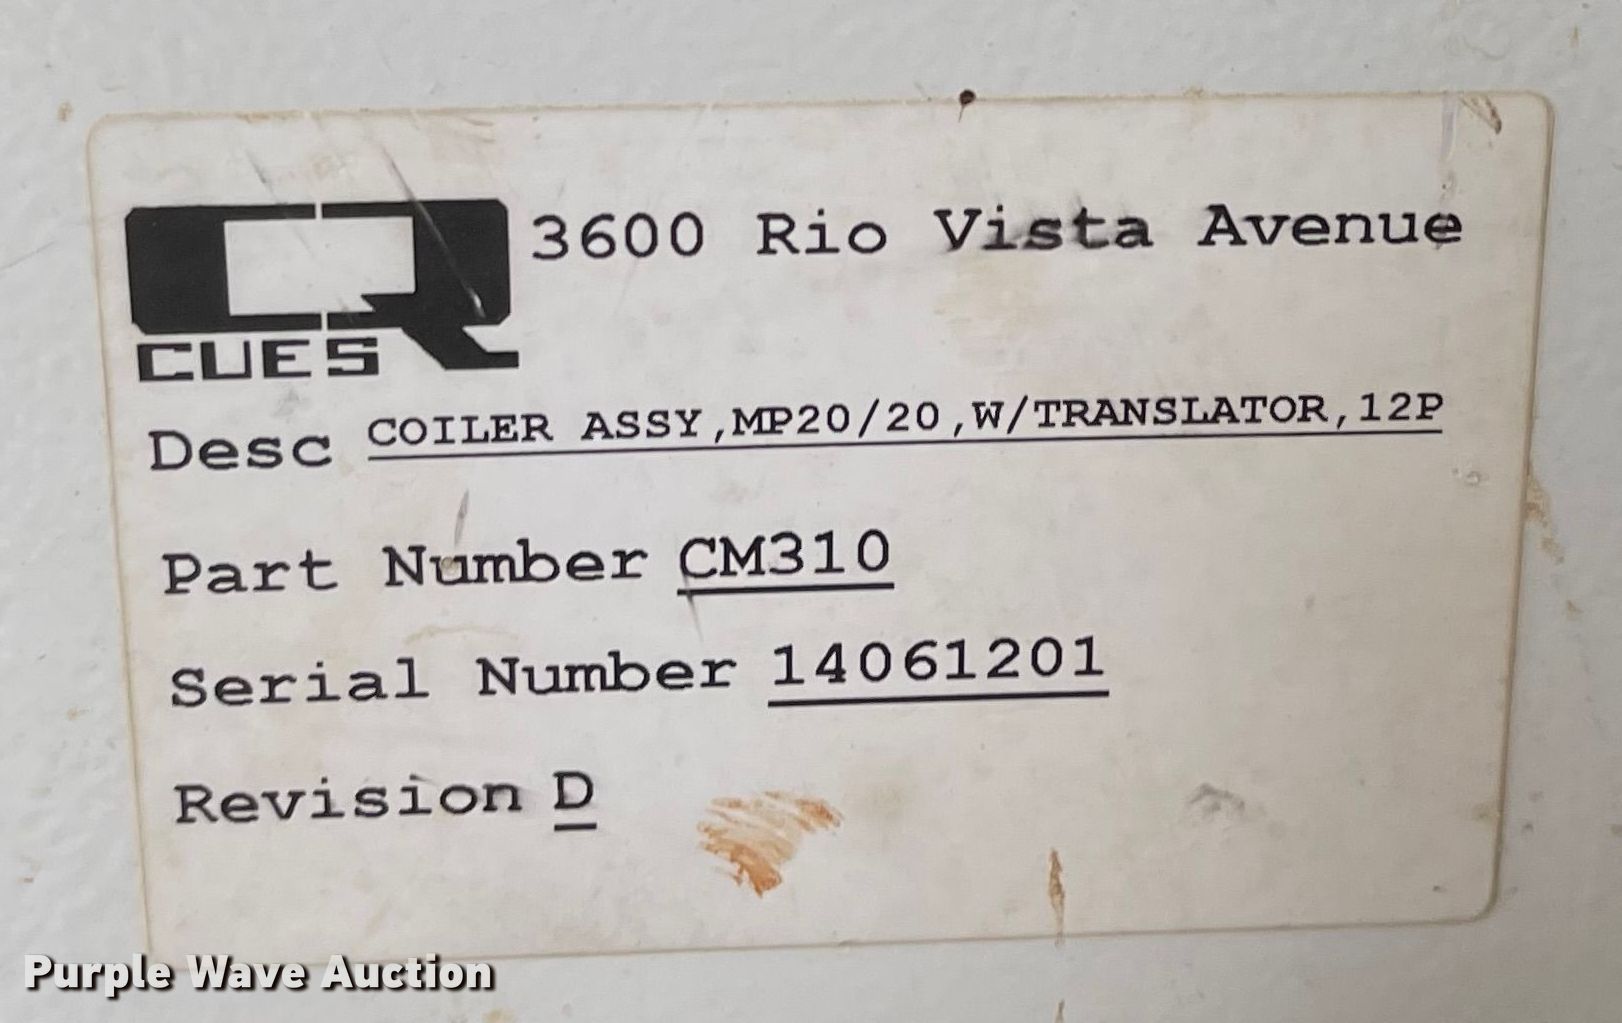 3600 Rio Vista Avenue
CUES
Desc COILER ASSY,MP20/20,W/TRANSLATOR,12P
Part Number CM310
Serial Number 14061201
Revision D
Purple Wave Auction